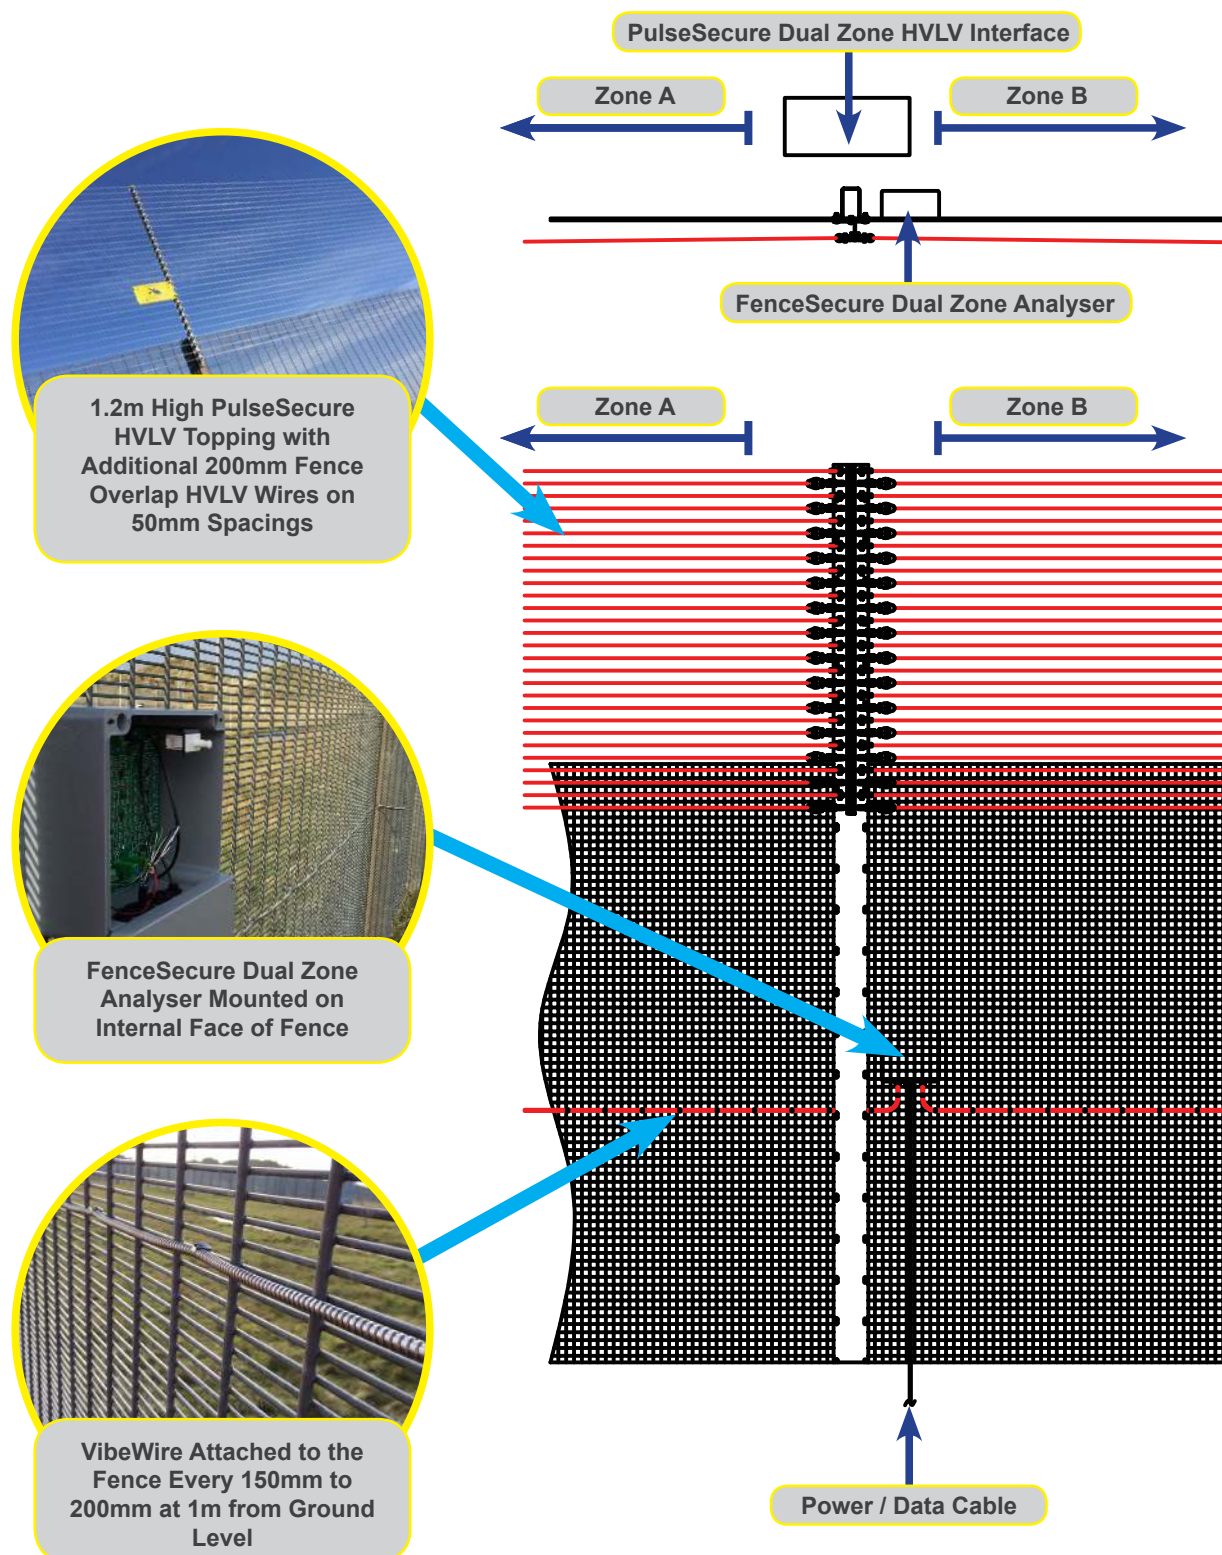 PulseSecure Dual Zone HVLV Interface
Zone A
Zone B
FenceSecure Dual Zone Analyser
Zone A
Zone B
1.2m High PulseSecure
HVLV Topping with
Additional 200mm Fence
Overlap HVLV Wires on
50mm Spacings
FenceSecure Dual Zone
Analyser Mounted on
Internal Face of Fence
VibeWire Attached to the
Fence Every 150mm to
200mm at 1m from Ground
Level
Power / Data Cable